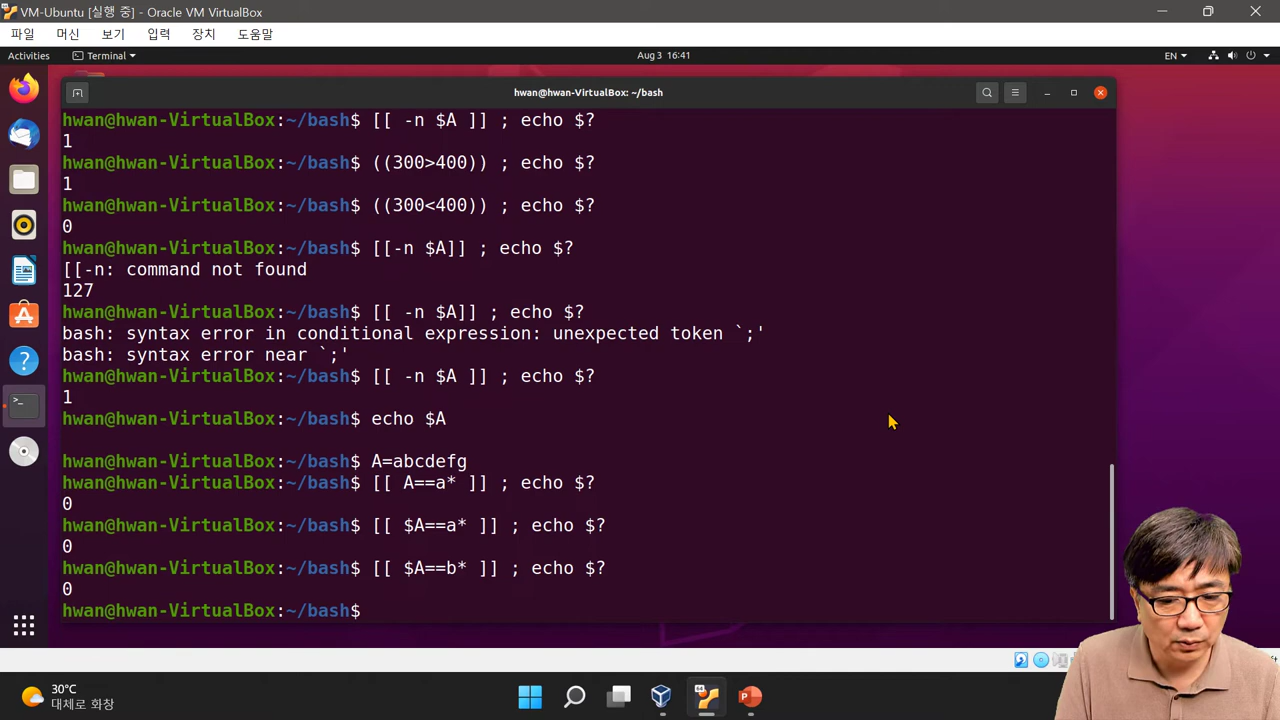 VM-Ubuntu [실행 중] - Oracle VM VirtualBox
파일 머신 보기 입력 장치 도움말
Activities Terminal Aug 3 16:41 EN
hwan@hwan-VirtualBox: ~/bash
hwan@hwan-VirtualBox:~/bash$ [[ -n $A ]] ; echo $?
1
hwan@hwan-VirtualBox:~/bash$ ((300>400)) ; echo $?
1
hwan@hwan-VirtualBox:~/bash$ ((300<400)) ; echo $?
0
hwan@hwan-VirtualBox:~/bash$ [[-n $A]] ; echo $?
[[-n: command not found
127
hwan@hwan-VirtualBox:~/bash$ [[ -n $A]] ; echo $?
bash: syntax error in conditional expression: unexpected token `;'
bash: syntax error near `;'
hwan@hwan-VirtualBox:~/bash$ [[ -n $A ]] ; echo $?
1
hwan@hwan-VirtualBox:~/bash$ echo $A
hwan@hwan-VirtualBox:~/bash$ A=abcdefg
hwan@hwan-VirtualBox:~/bash$ [[ A==a* ]] ; echo $?
0
hwan@hwan-VirtualBox:~/bash$ [[ $A==a* ]] ; echo $?
0
hwan@hwan-VirtualBox:~/bash$ [[ $A==b* ]] ; echo $?
0
hwan@hwan-VirtualBox:~/bash$
30°C
대체로 화창